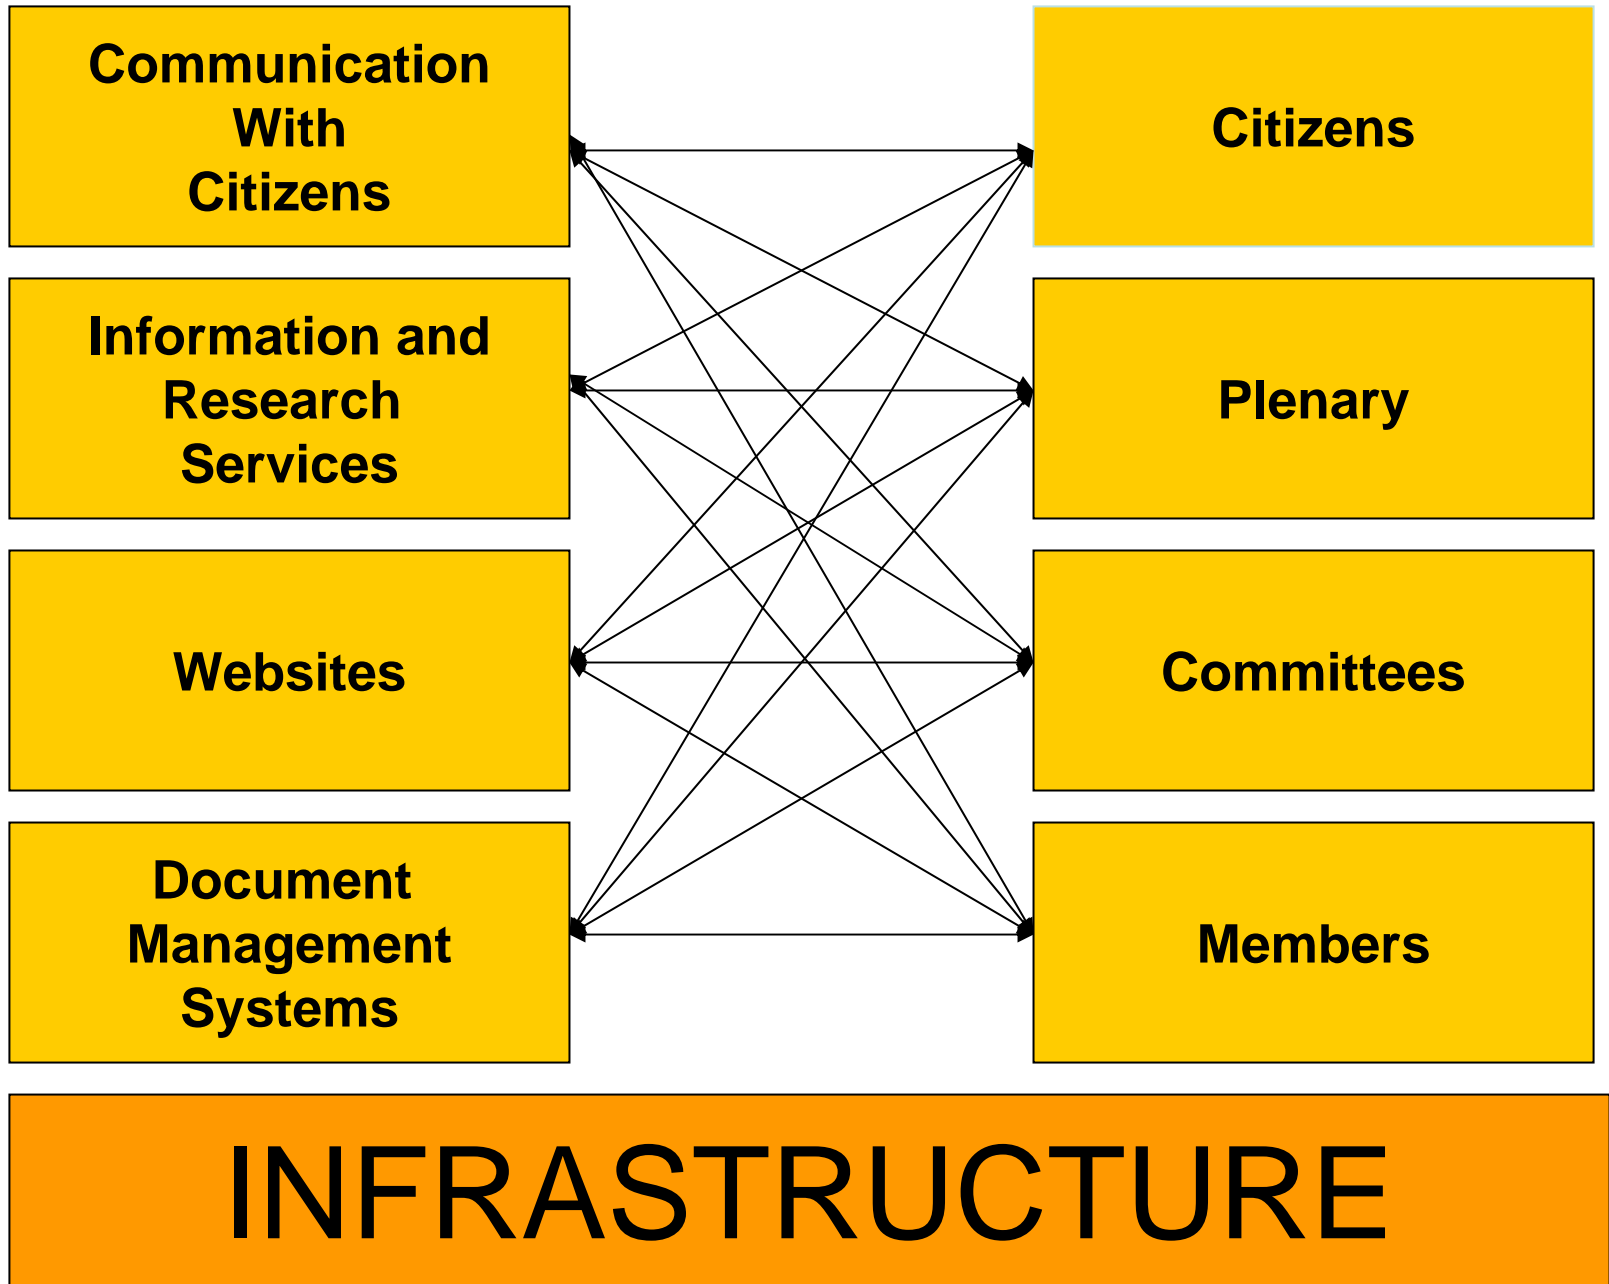 Communication
With
Citizens
Citizens
Information and
Research
Services
Plenary
Websites
Committees
Document
Management
Systems
Members
INFRASTRUCTURE